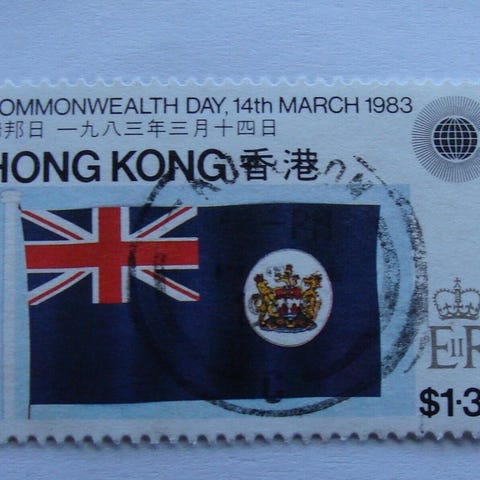 COMMONWEALTH DAY, 14th MARCH 1983
邦日 一九八三年三月十四日
HONG KONG 香港
EIIR
$1·3